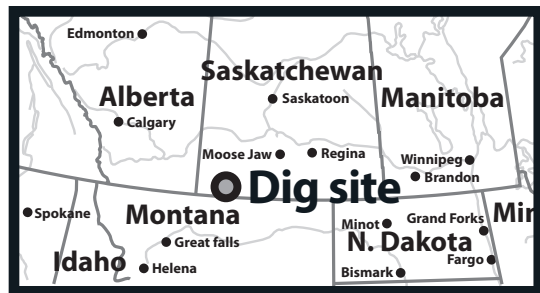 Edmonton
Saskatchewan
Alberta
Saskatoon
Manitoba
Calgary
Moose Jaw
Regina
Winnipeg
Brandon
Dig site
Spokane
Montana
Minot
Grand Forks
Min
Great falls
N. Dakota
Idaho
Helena
Fargo
Bismark